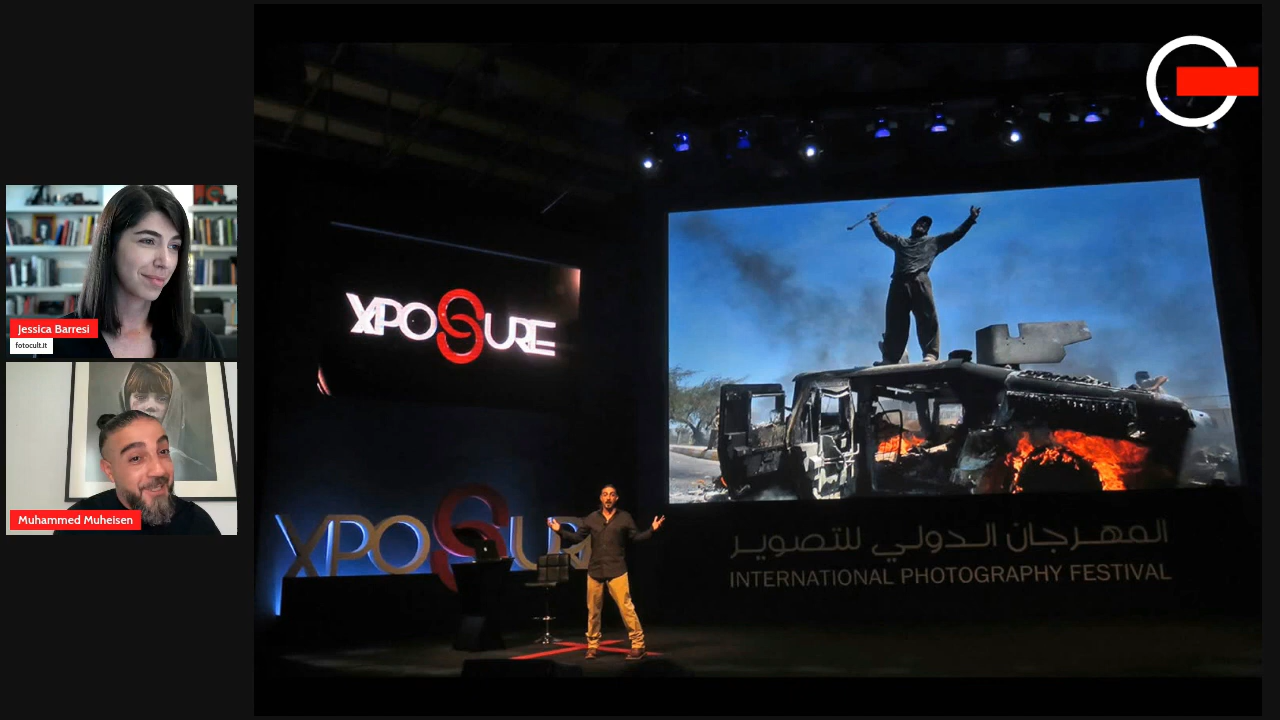 Jessica Barresi
fotocult.it
Muhammed Muheisen
XPOSURE
XPOSURE
المهرجان الدولي للتصوير
INTERNATIONAL PHOTOGRAPHY FESTIVAL